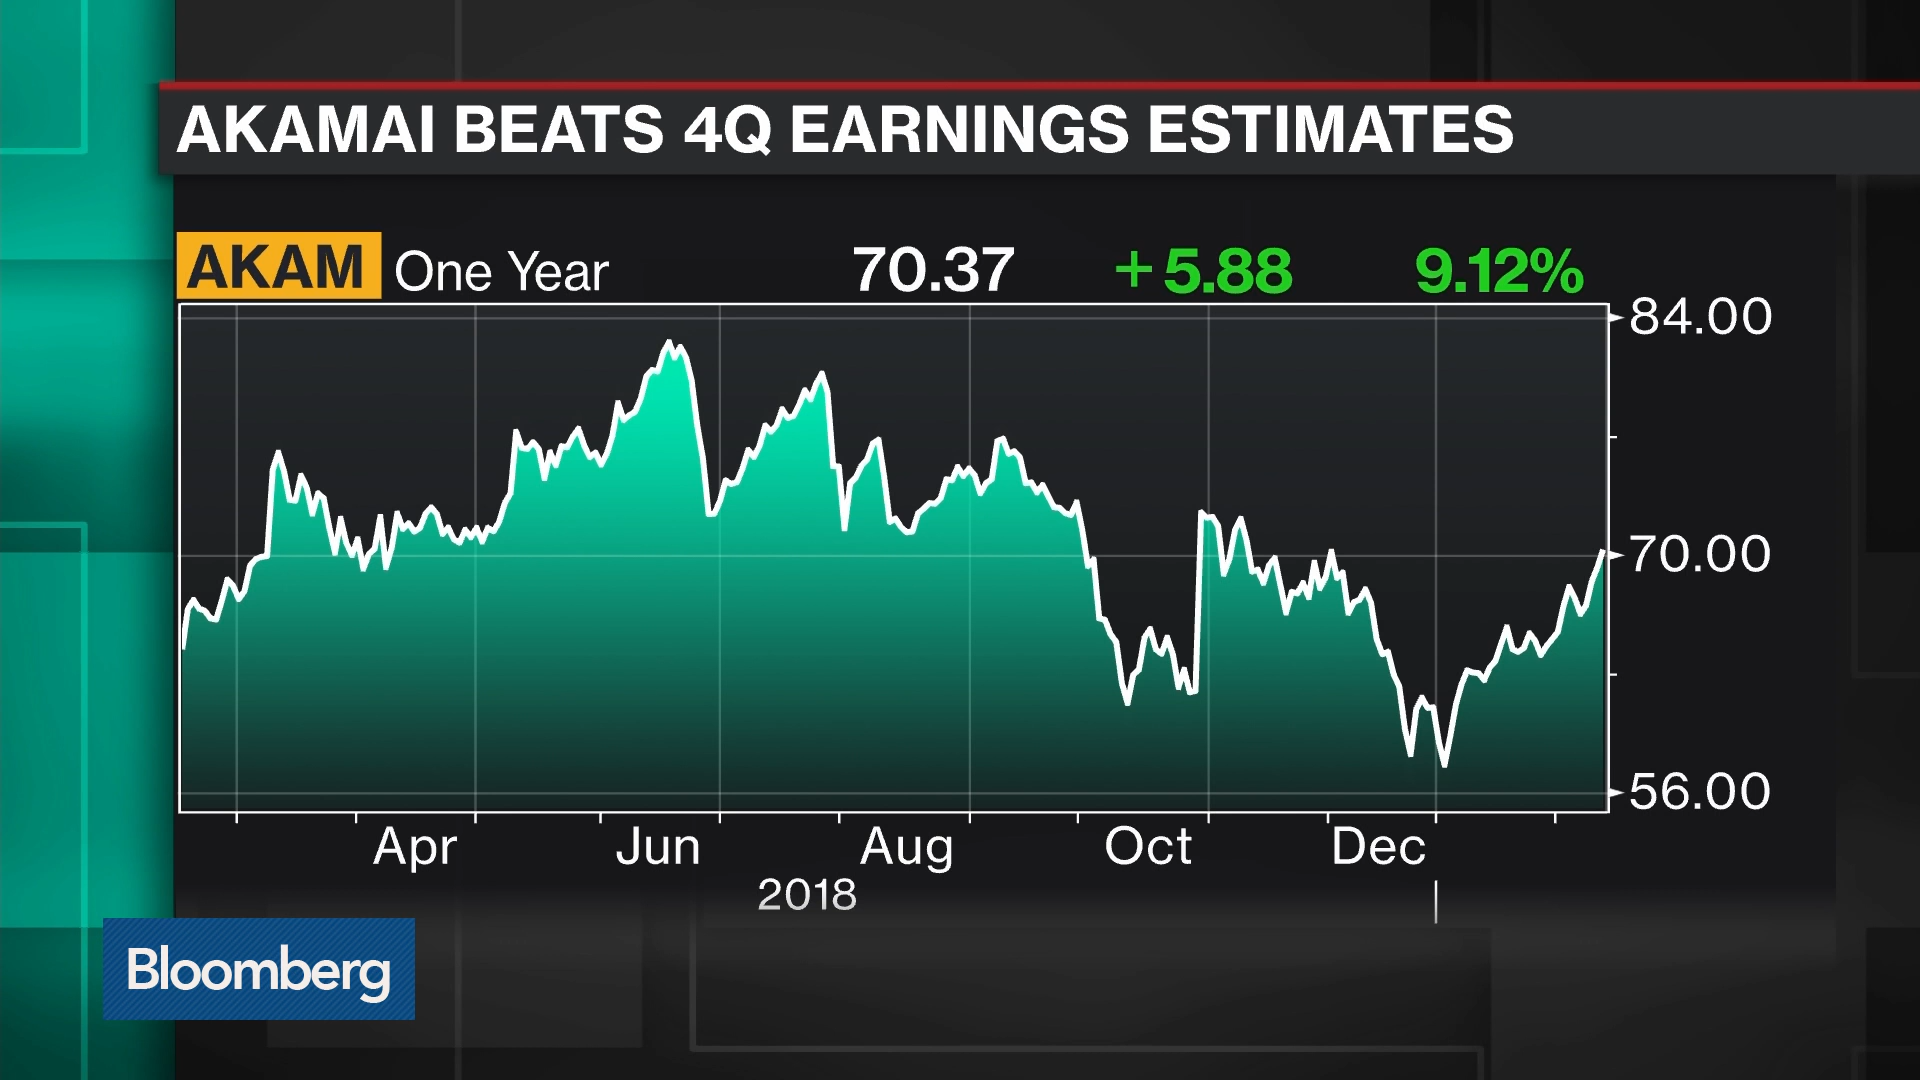 AKAMAI BEATS 4Q EARNINGS ESTIMATES
AKAM One Year 70.37 +5.88 9.12%
84.00
70.00
56.00
Apr Jun Aug Oct Dec
2018
Bloomberg